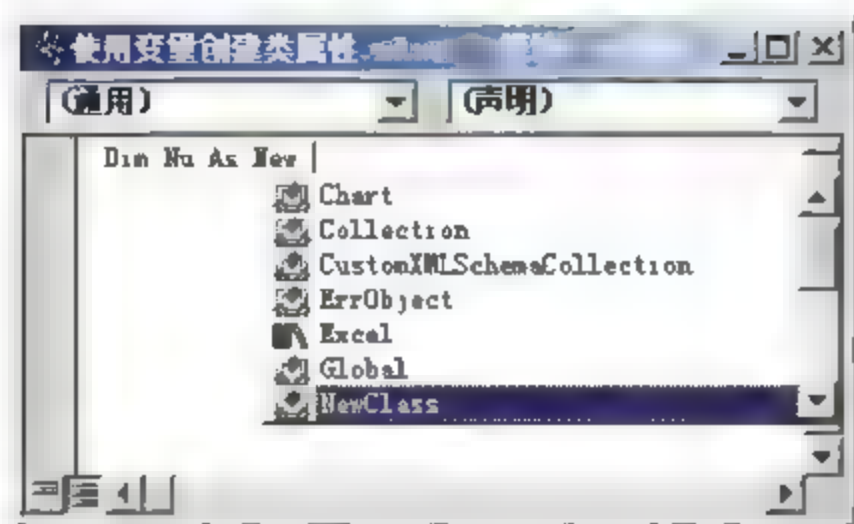 使用变量创建类属性
(通用) (声明)
Dim Nu As New
Chart
Collection
CustomXMLSchemaCollection
ErrObject
Excel
Global
NewClass